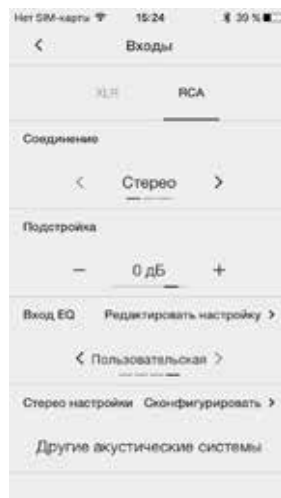 Нет SIM-карты 15:24 39 %
Входы
XLR RCA
Соединение
< Стерео >
Подстройка
− 0 дБ +
Вход EQ Редактировать настройку >
< Пользовательская >
Стерео настройки Сконфигурировать >
Другие акустические системы